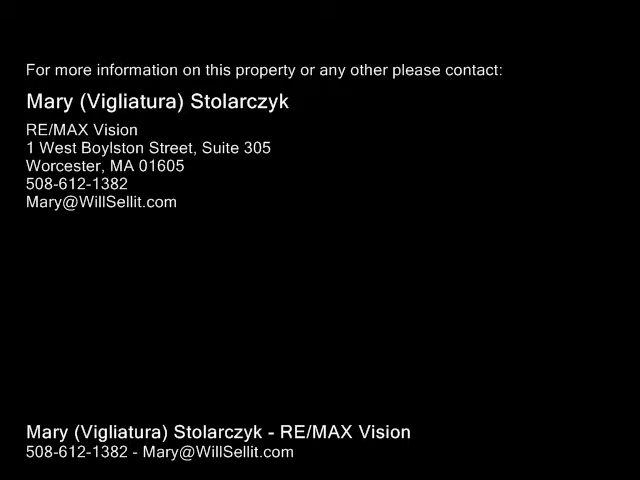 For more information on this property or any other please contact:
Mary (Vigliatura) Stolarczyk
RE/MAX Vision
1 West Boylston Street, Suite 305
Worcester, MA 01605
508-612-1382
Mary@WillSellit.com
Mary (Vigliatura) Stolarczyk - RE/MAX Vision
508-612-1382 - Mary@WillSellit.com